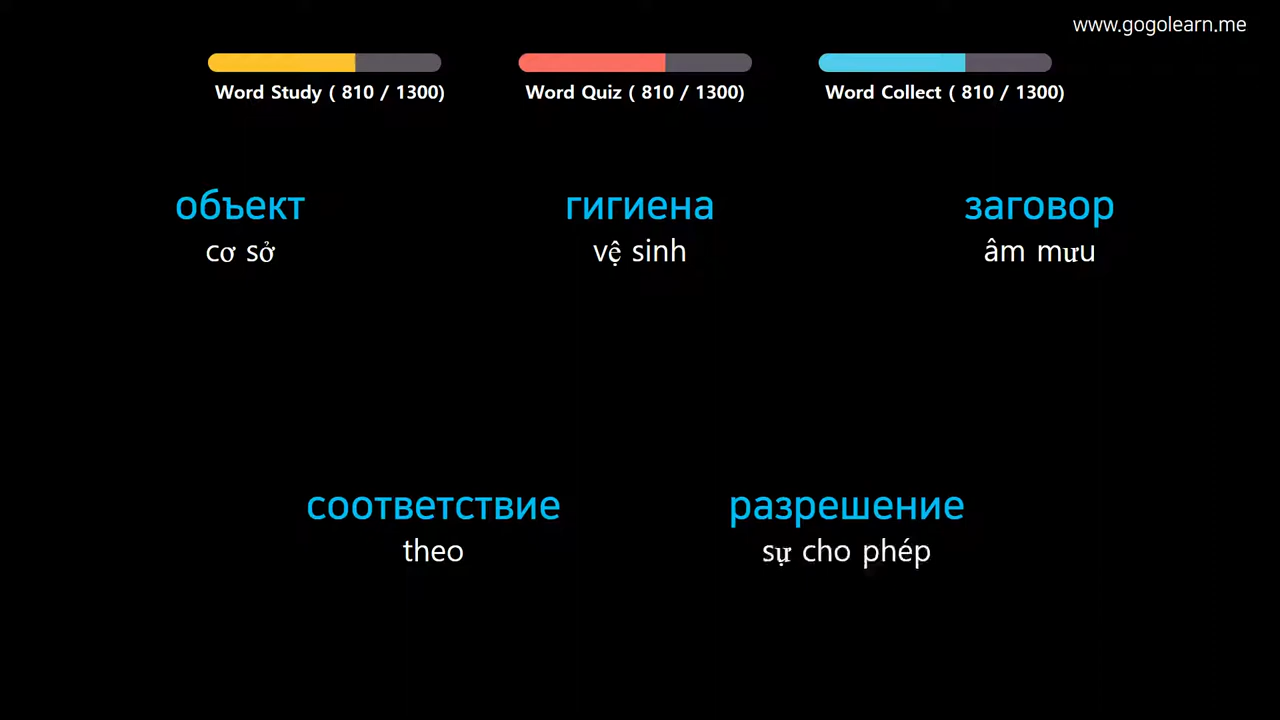 www.gogolearn.me
Word Study ( 810 / 1300)
Word Quiz ( 810 / 1300)
Word Collect ( 810 / 1300)
объект
cơ sở
гигиена
vệ sinh
заговор
âm mưu
соответствие
theo
разрешение
sự cho phép